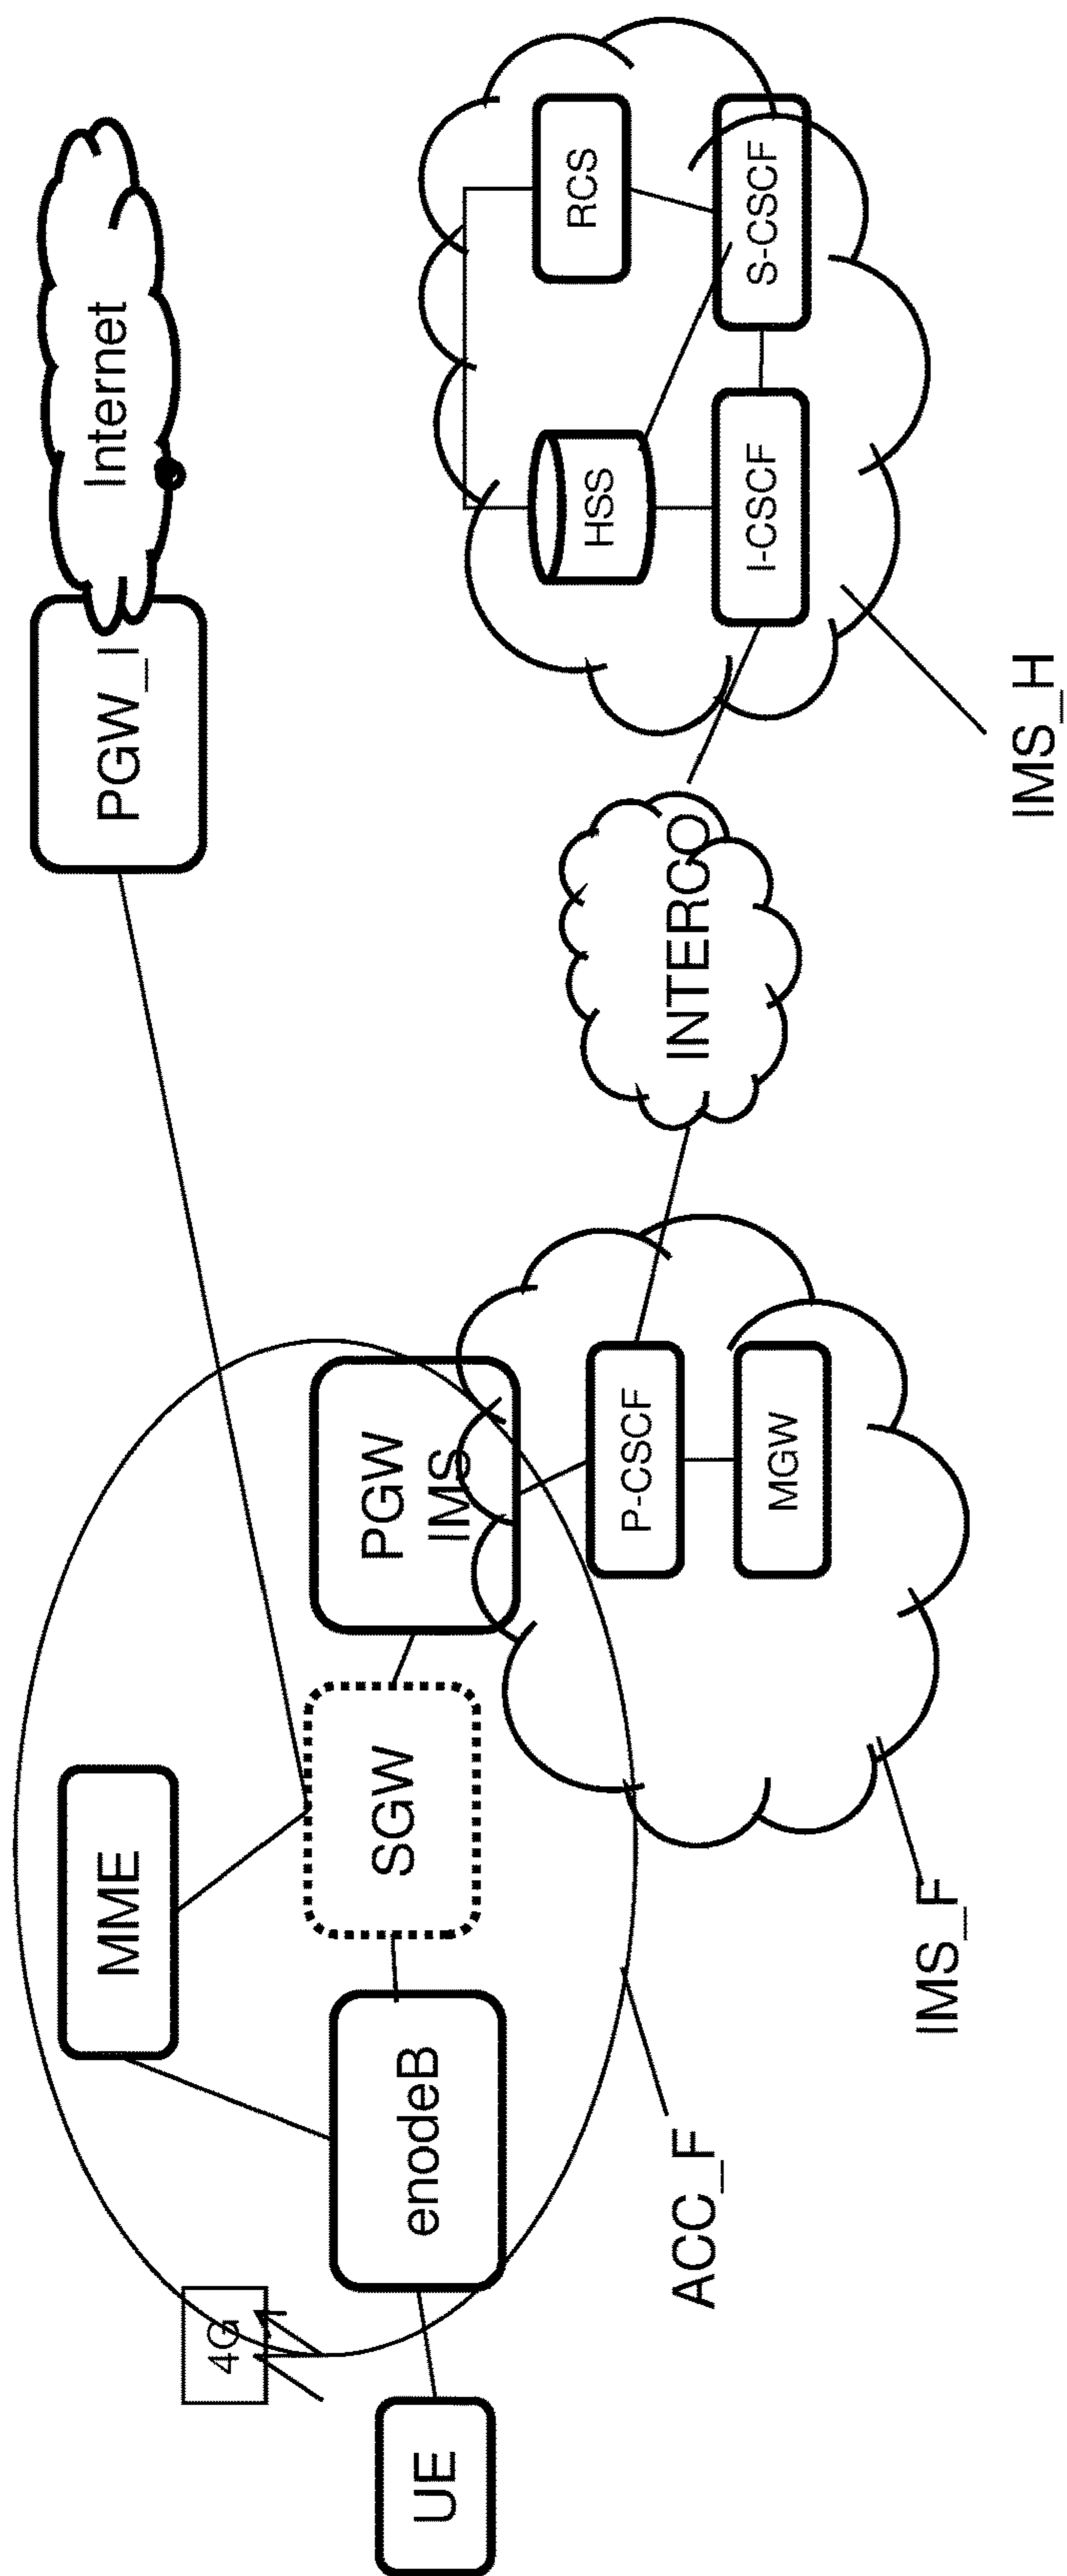 Internet
PGW_I
MME
4G
PGW
IMS
SGW
enodeB
UE
ACC_F
P-CSCF
MGW
IMS_F
INTERCO
RCS
HSS
S-CSCF
I-CSCF
IMS_H